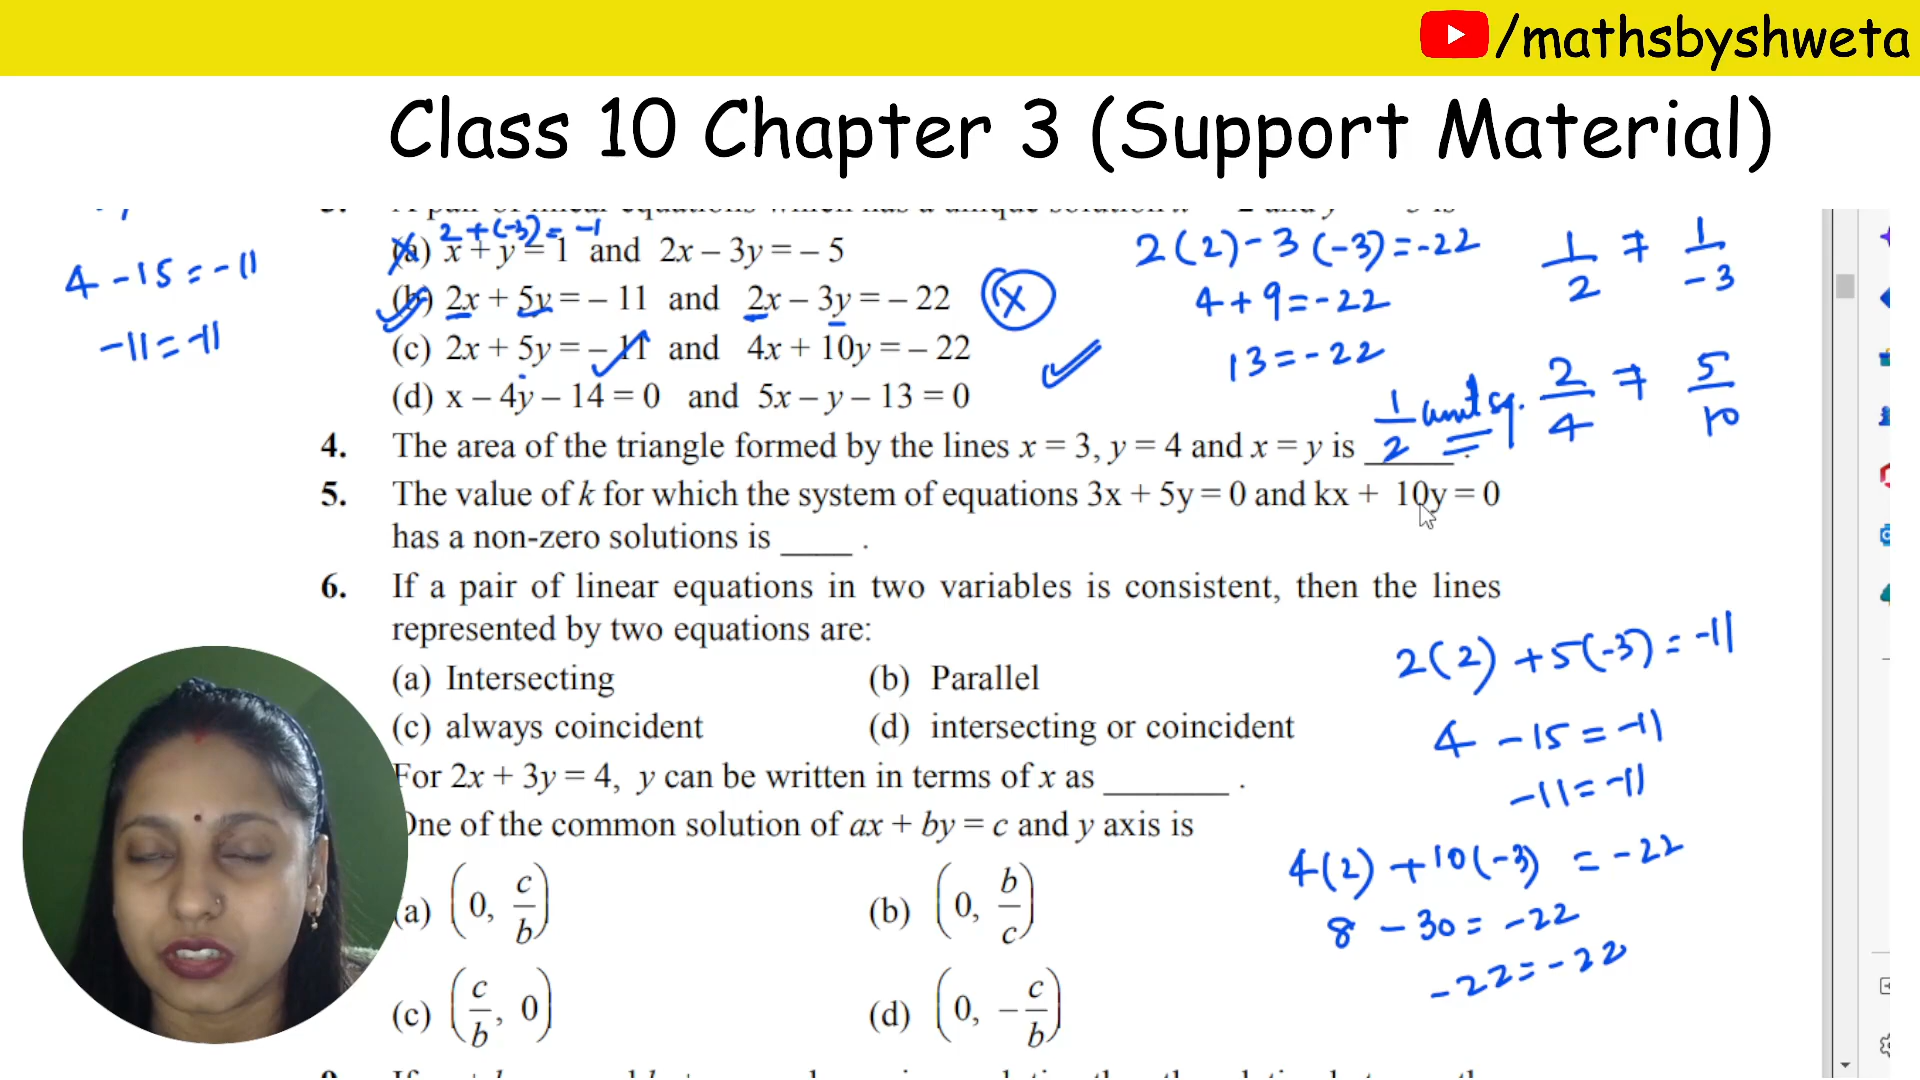 /mathsbyshweta
Class 10 Chapter 3 (Support Material)
2 + (-3) = -1
(a) x + y = 1 and 2x – 3y = – 5
(b) 2x + 5y = – 11 and 2x – 3y = – 22
(c) 2x + 5y = – 11 and 4x + 10y = – 22
(d) x – 4y – 14 = 0 and 5x – y – 13 = 0
4 - 15 = -11
-11 = -11
2(2) - 3(-3) = -22
4 + 9 = -22
13 = -22
1/2 ≠ 1/-3
2/4 ≠ 5/10
4. The area of the triangle formed by the lines x = 3, y = 4 and x = y is 1/2 unit sq.
5. The value of k for which the system of equations 3x + 5y = 0 and kx + 10y = 0
has a non-zero solutions is ____ .
6. If a pair of linear equations in two variables is consistent, then the lines
represented by two equations are:
(a) Intersecting (b) Parallel
(c) always coincident (d) intersecting or coincident
For 2x + 3y = 4, y can be written in terms of x as _______ .
One of the common solution of ax + by = c and y axis is
(a) (0, c/b) (b) (0, b/c)
(c) (c/b, 0) (d) (0, –c/b)
2(2) + 5(-3) = -11
4 - 15 = -11
-11 = -11
4(2) + 10(-3) = -22
8 - 30 = -22
-22 = -22